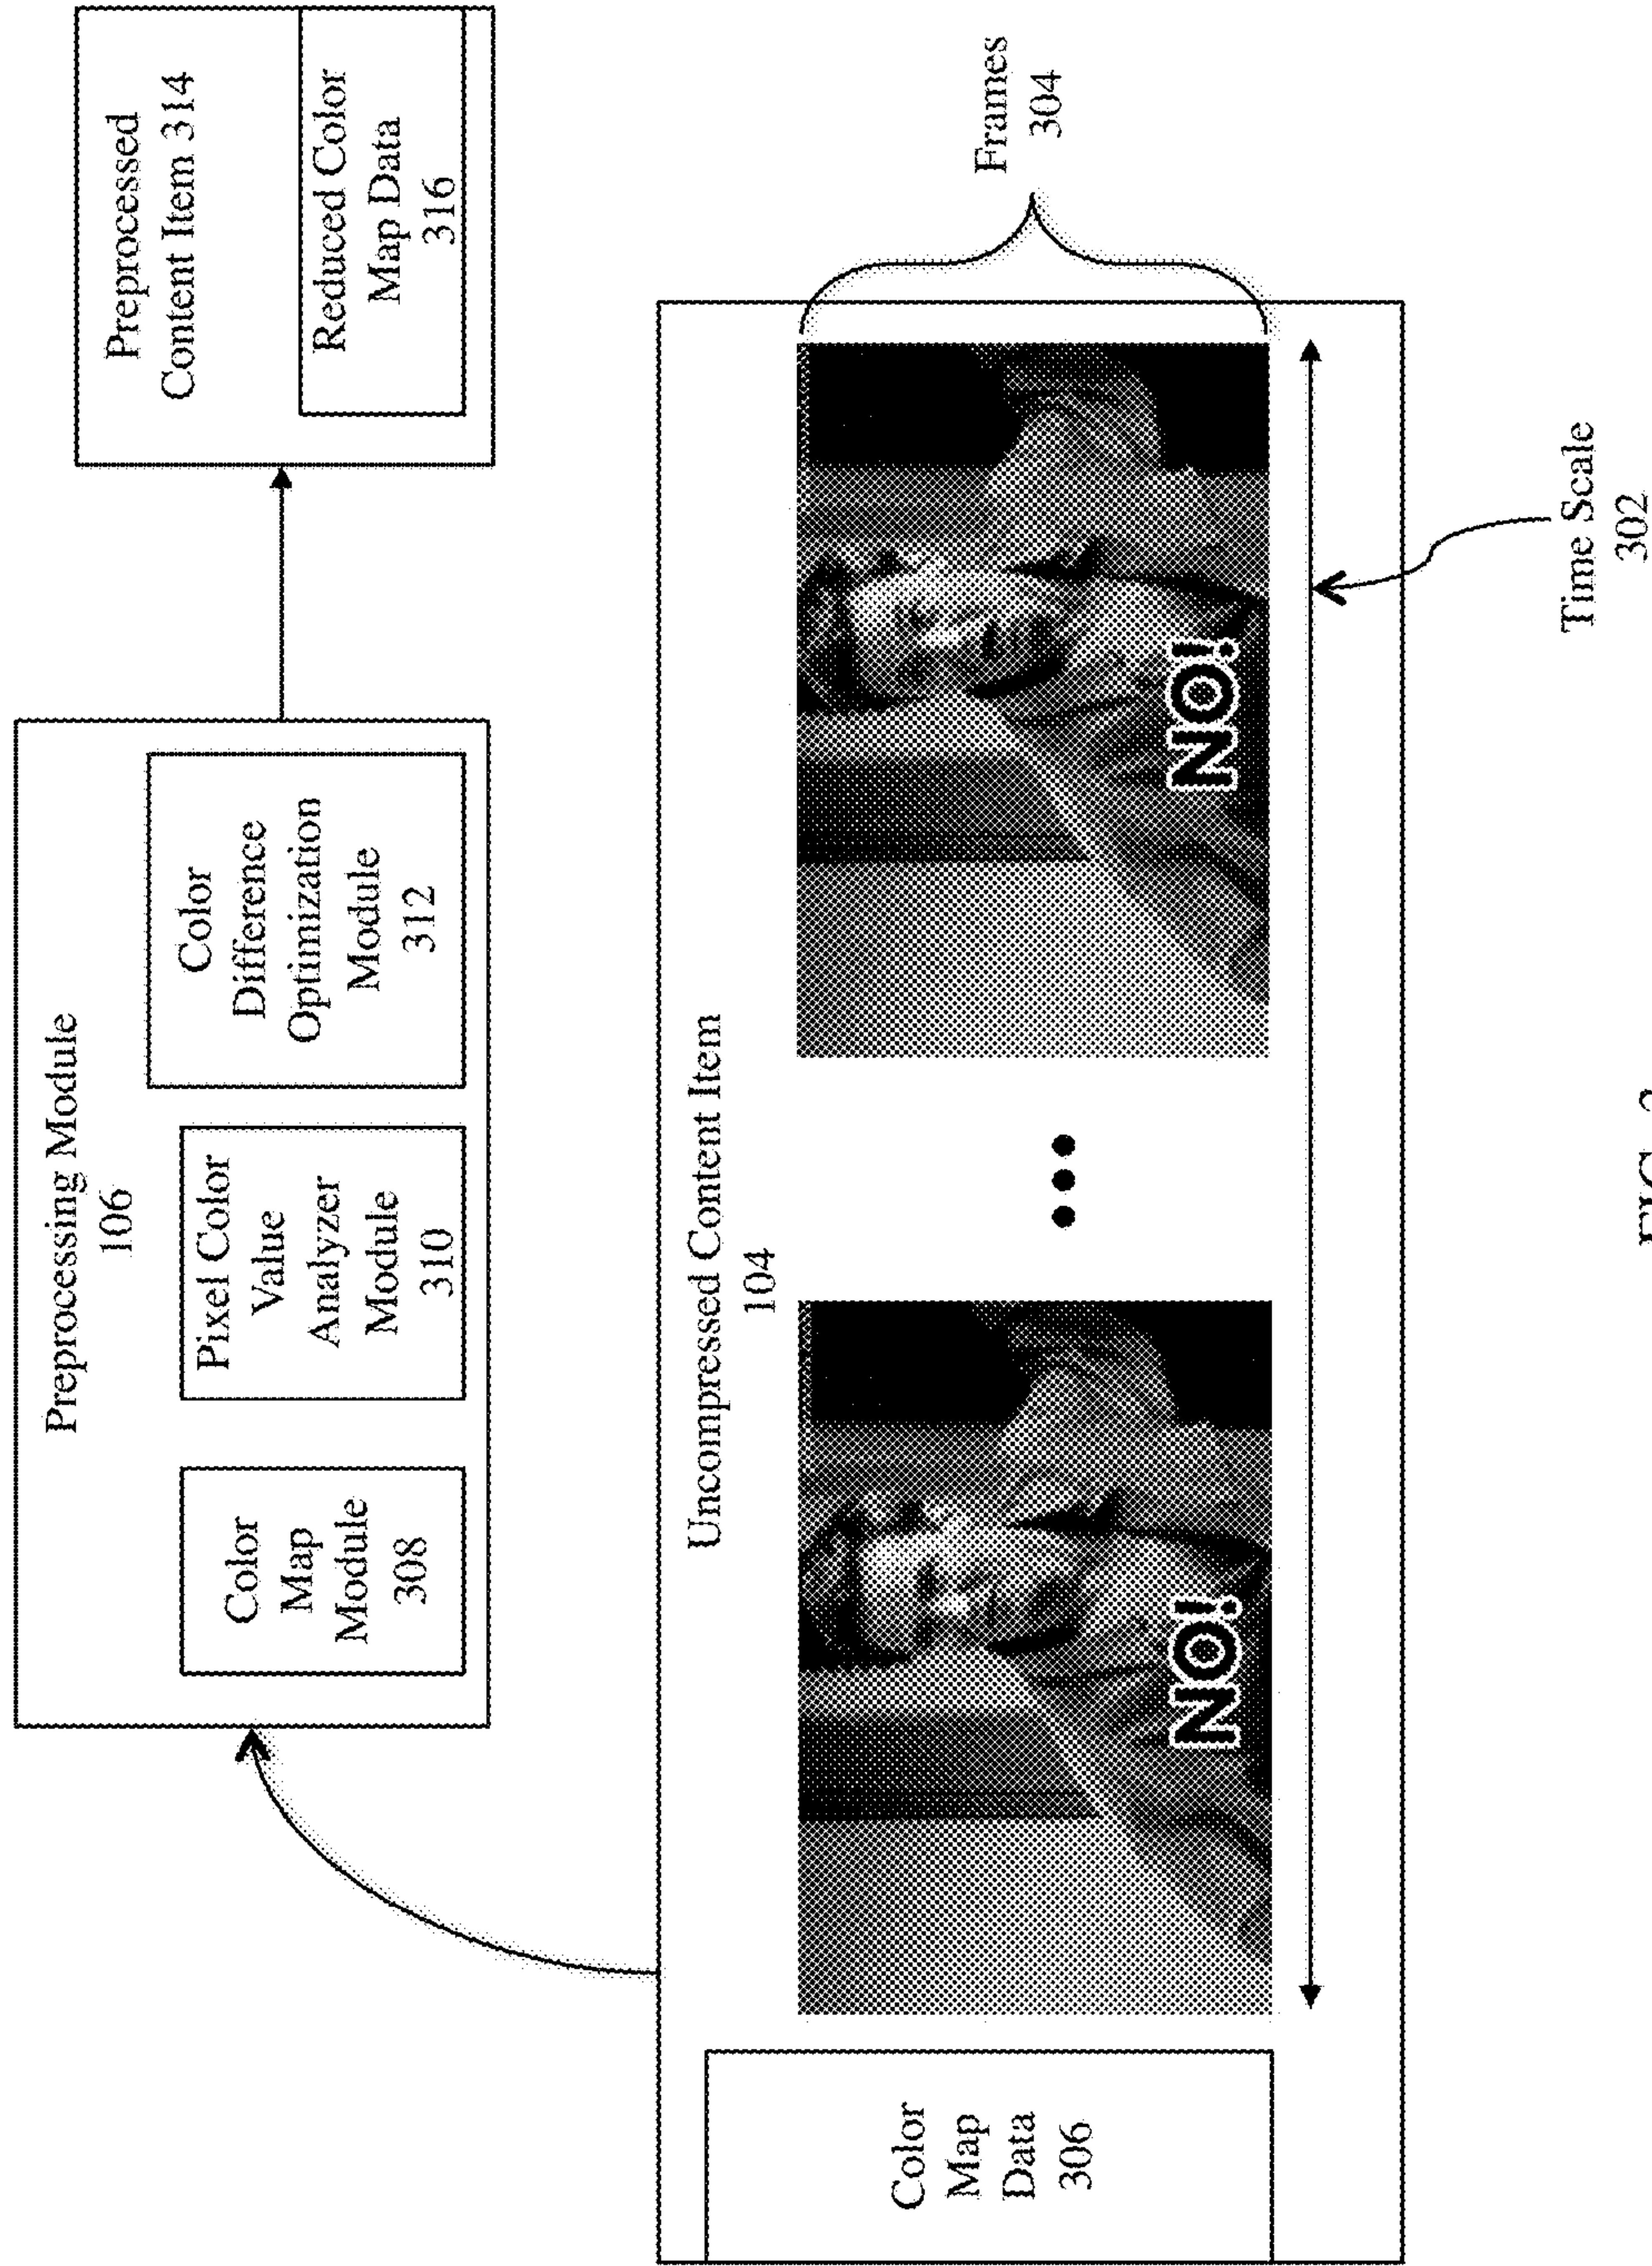 Preprocessing Module
106
Color
Map
Module
308
Pixel Color
Value
Analyzer
Module
310
Color
Difference
Optimization
Module
312
Preprocessed
Content Item 314
Reduced Color
Map Data
316
Uncompressed Content Item
104
Color
Map
Data
306
NO!
NO!
Frames
304
Time Scale
302